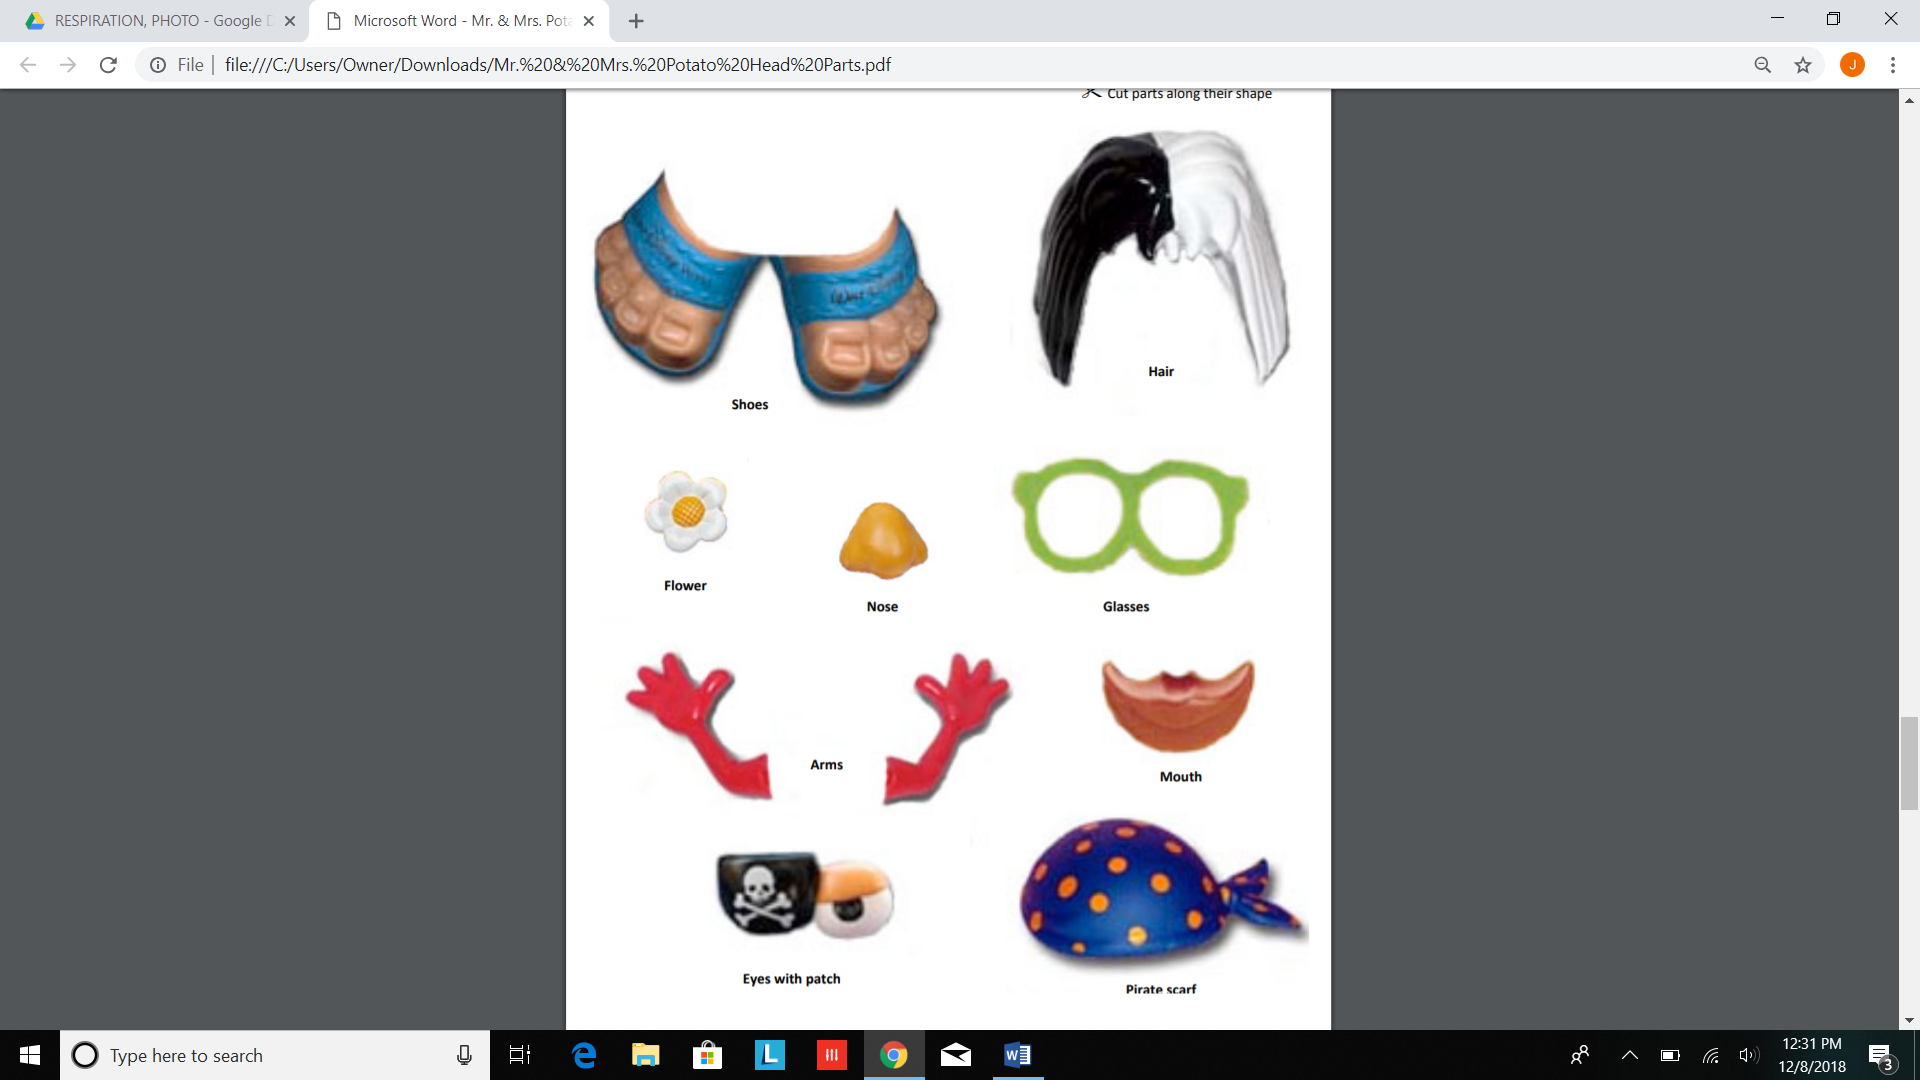 RESPIRATION, PHOTO - Google D
Microsoft Word - Mr. & Mrs. Pota
File
file:///C:/Users/Owner/Downloads/Mr.%20&%20Mrs.%20Potato%20Head%20Parts.pdf
J
Cut parts along their shape
Hair
Shoes
Flower
Nose
Glasses
Arms
Mouth
Eyes with patch
Pirate scarf
Type here to search
12:31 PM
12/8/2018
3